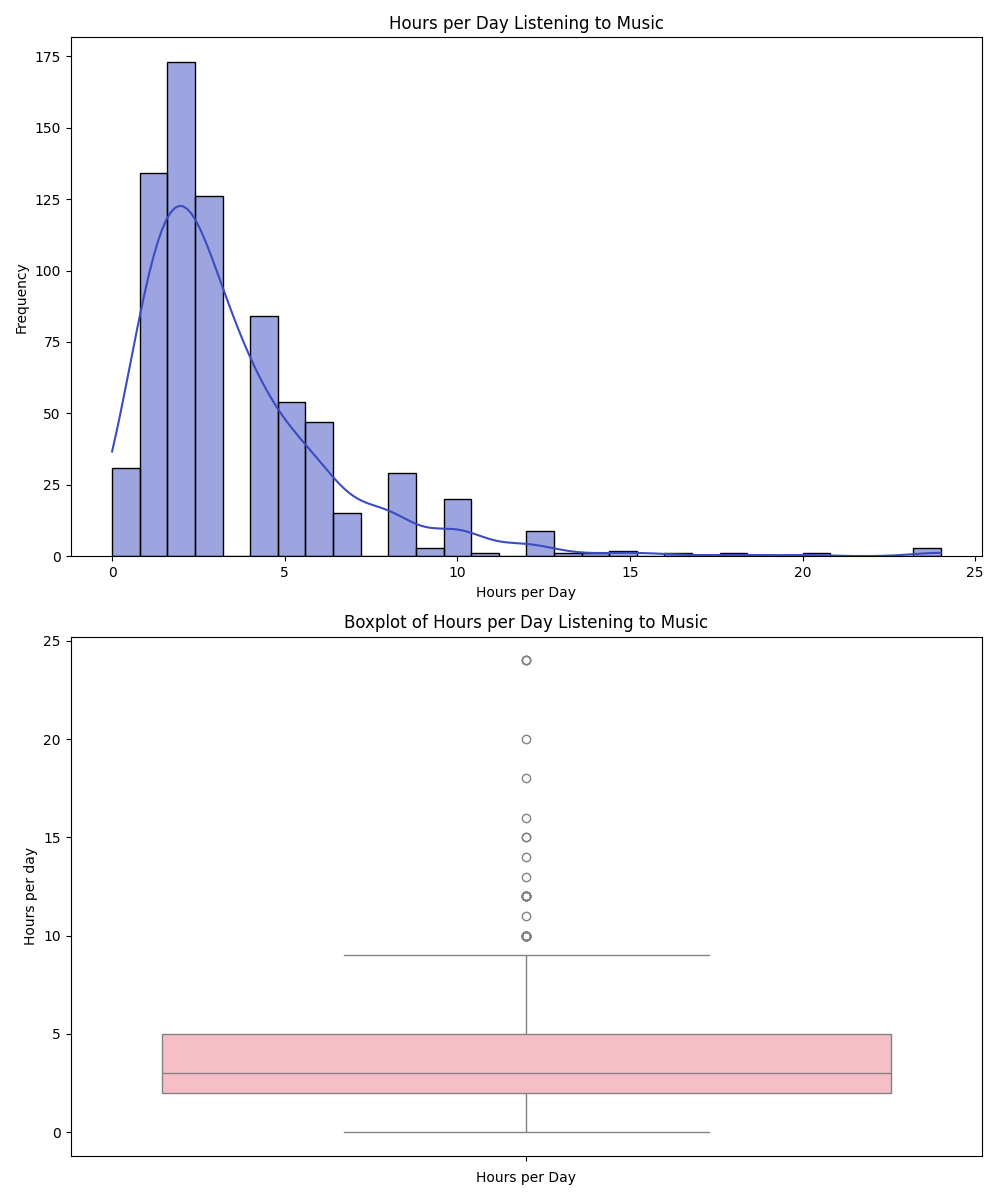 Hours per Day Listening to Music
175
150
125
100
75
50
25
0
Frequency
0 5 10 15 20 25
Hours per Day
Boxplot of Hours per Day Listening to Music
25
20
15
10
5
0
Hours per day
Hours per Day